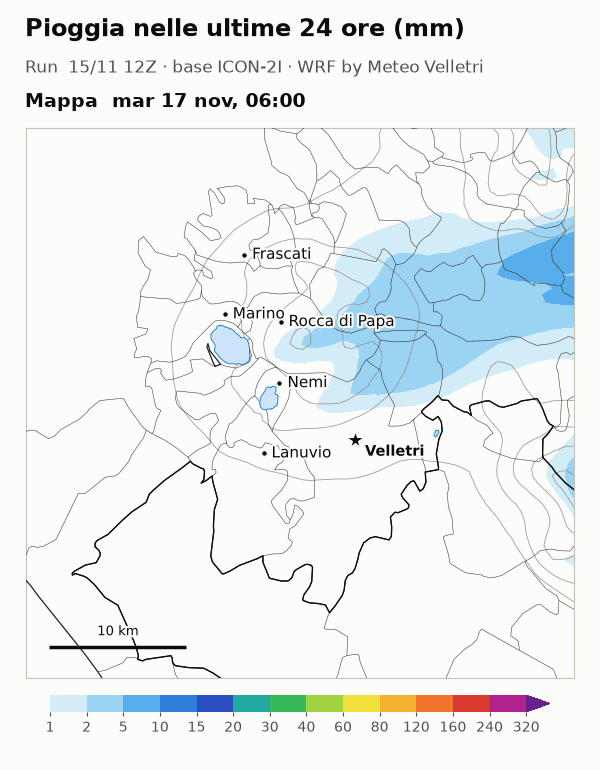 Pioggia nelle ultime 24 ore (mm)
Run  15/11 12Z · base ICON-2I · WRF by Meteo Velletri
Mappa  mar 17 nov, 06:00
Frascati
Marino
Rocca di Papa
Nemi
Velletri
Lanuvio
10 km
1 2 5 10 15 20 30 40 60 80 120 160 240 320